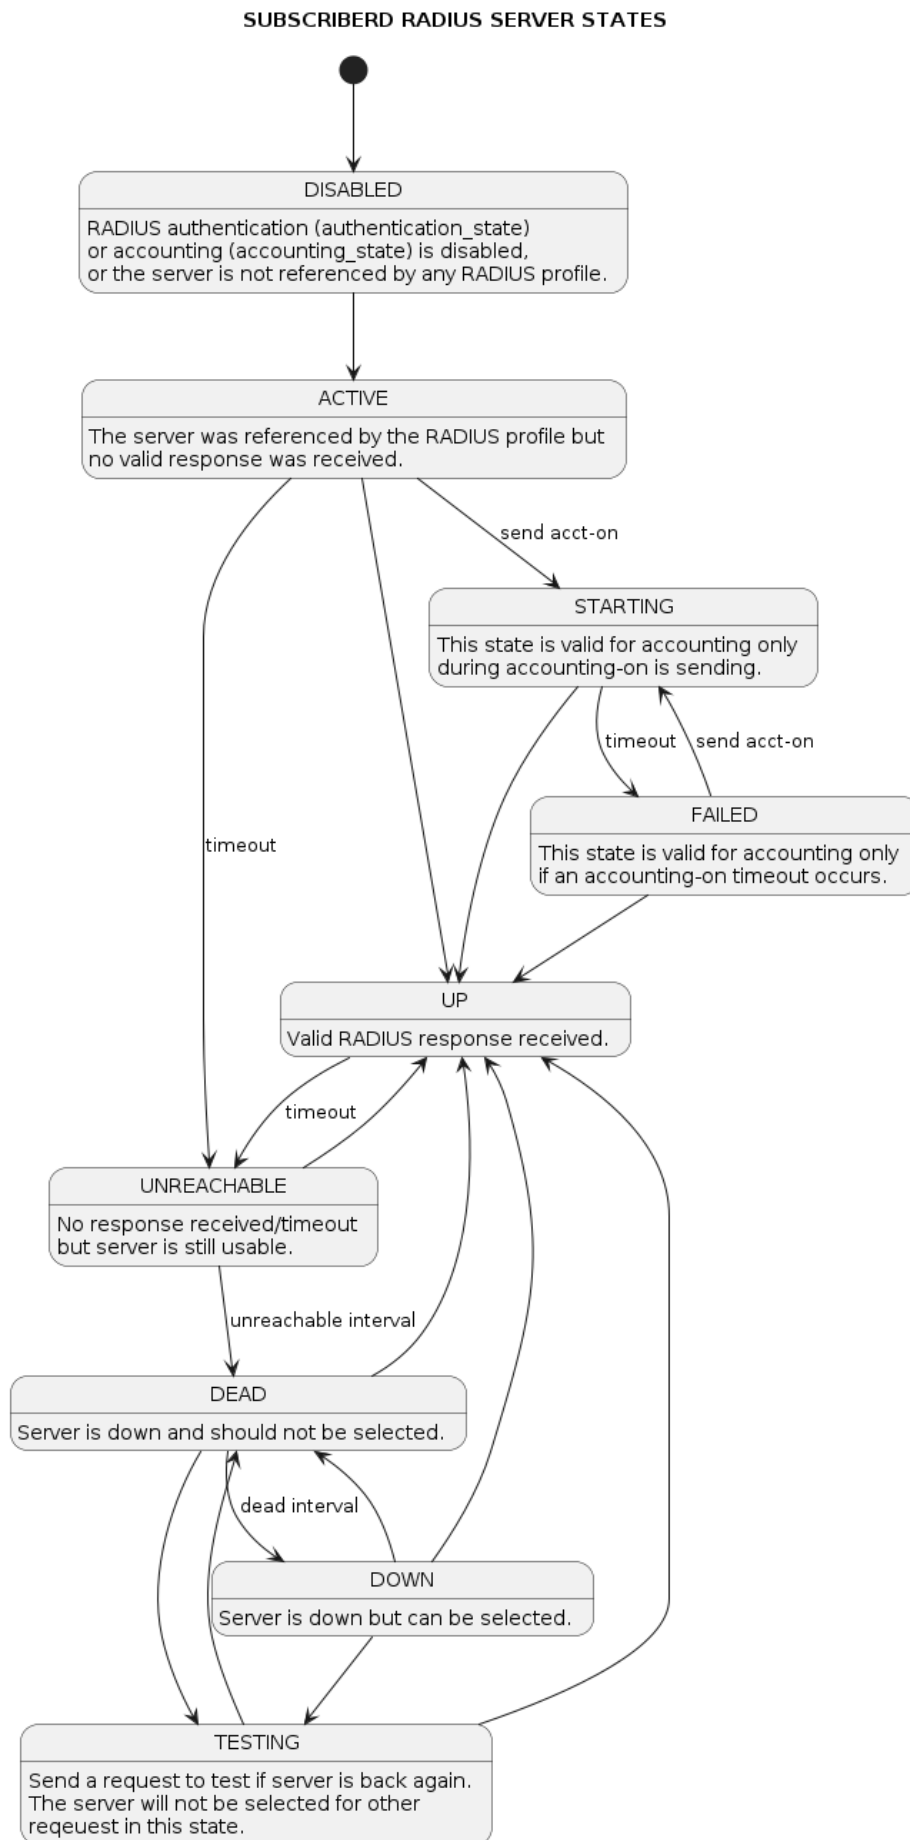 SUBSCRIBERD RADIUS SERVER STATES
DISABLED
RADIUS authentication (authentication_state)
or accounting (accounting_state) is disabled,
or the server is not referenced by any RADIUS profile.
ACTIVE
The server was referenced by the RADIUS profile but
no valid response was received.
send acct-on
STARTING
This state is valid for accounting only
during accounting-on is sending.
timeout
send acct-on
FAILED
This state is valid for accounting only
if an accounting-on timeout occurs.
timeout
UP
Valid RADIUS response received.
timeout
UNREACHABLE
No response received/timeout
but server is still usable.
unreachable interval
DEAD
Server is down and should not be selected.
dead interval
DOWN
Server is down but can be selected.
TESTING
Send a request to test if server is back again.
The server will not be selected for other
reqeuest in this state.